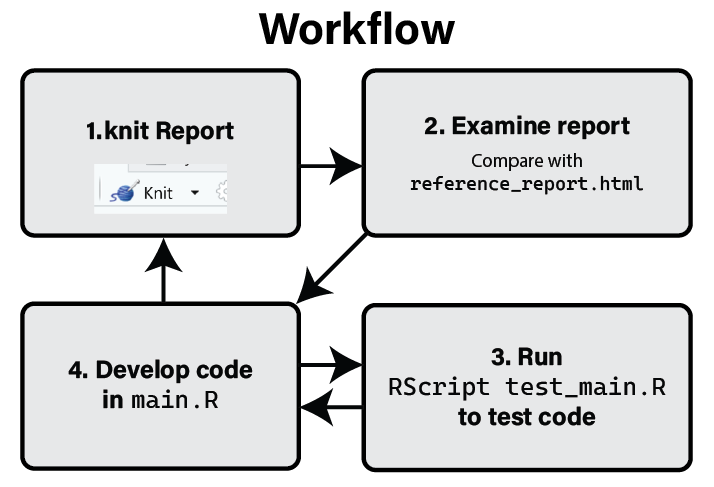 Workflow
1.knit Report
Knit
2. Examine report
Compare with
reference_report.html
4. Develop code
in main.R
3. Run
RScript test_main.R
to test code